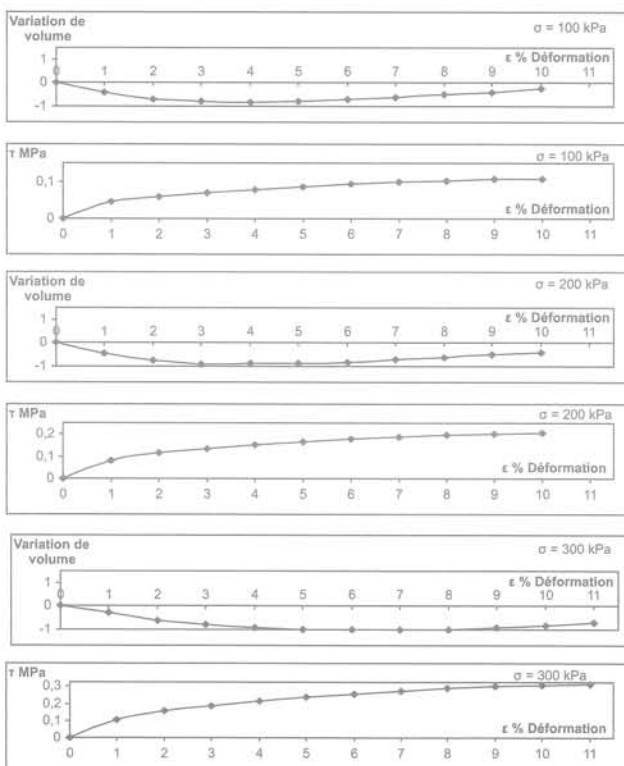 Variation de volume
σ = 100 kPa
ε % Déformation
1
0
-1
0 1 2 3 4 5 6 7 8 9 10 11
τ MPa
σ = 100 kPa
0,1
0
ε % Déformation
0 1 2 3 4 5 6 7 8 9 10 11
Variation de volume
σ = 200 kPa
ε % Déformation
1
0
-1
0 1 2 3 4 5 6 7 8 9 10 11
τ MPa
σ = 200 kPa
0,2
0,1
0
ε % Déformation
0 1 2 3 4 5 6 7 8 9 10 11
Variation de volume
σ = 300 kPa
ε % Déformation
1
0
-1
0 1 2 3 4 5 6 7 8 9 10 11
τ MPa
σ = 300 kPa
0,3
0,2
0,1
0
ε % Déformation
0 1 2 3 4 5 6 7 8 9 10 11